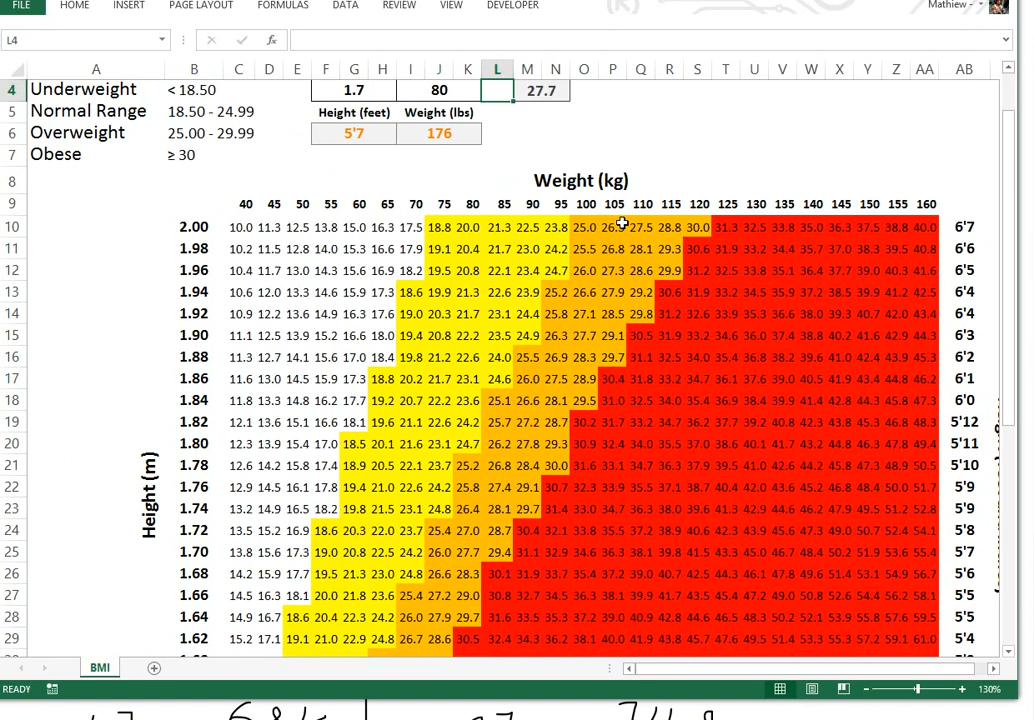 FILE HOME INSERT PAGE LAYOUT FORMULAS DATA REVIEW VIEW DEVELOPER Mathiew
L4
A B C D E F G H I J K L M N O P Q R S T U V W X Y Z AA AB
4 Underweight < 18.50 1.7 80 27.7
5 Normal Range 18.50 - 24.99 Height (feet) Weight (lbs)
6 Overweight 25.00 - 29.99 5'7 176
7 Obese ≥ 30
8 Weight (kg)
9 40 45 50 55 60 65 70 75 80 85 90 95 100 105 110 115 120 125 130 135 140 145 150 155 160
10 2.00 10.0 11.3 12.5 13.8 15.0 16.3 17.5 18.8 20.0 21.3 22.5 23.8 25.0 27.5 28.8 30.0 31.3 32.5 33.8 35.0 36.3 37.5 38.8 40.0 6'7
11 1.98 10.2 11.5 12.8 14.0 15.3 16.6 17.9 19.1 20.4 21.7 23.0 24.2 25.5 26.8 28.1 29.3 30.6 31.9 33.2 34.4 35.7 37.0 38.3 39.5 40.8 6'6
12 1.96 10.4 11.7 13.0 14.3 15.6 16.9 18.2 19.5 20.8 22.1 23.4 24.7 26.0 27.3 28.6 29.9 31.2 32.5 33.8 35.1 36.4 37.7 39.0 40.3 41.6 6'5
13 1.94 10.6 12.0 13.3 14.6 15.9 17.3 18.6 19.9 21.3 22.6 23.9 25.2 26.6 27.9 29.2 30.6 31.9 33.2 34.5 35.9 37.2 38.5 39.9 41.2 42.5 6'4
14 1.92 10.9 12.2 13.6 14.9 16.3 17.6 19.0 20.3 21.7 23.1 24.4 25.8 27.1 28.5 29.8 31.2 32.6 33.9 35.3 36.6 38.0 39.3 40.7 42.0 43.4 6'4
15 1.90 11.1 12.5 13.9 15.2 16.6 18.0 19.4 20.8 22.2 23.5 24.9 26.3 27.7 29.1 30.5 31.9 33.2 34.6 36.0 37.4 38.8 40.2 41.6 42.9 44.3 6'3
16 1.88 11.3 12.7 14.1 15.6 17.0 18.4 19.8 21.2 22.6 24.0 25.5 26.9 28.3 29.7 31.1 32.5 34.0 35.4 36.8 38.2 39.6 41.0 42.4 43.9 45.3 6'2
17 1.86 11.6 13.0 14.5 15.9 17.3 18.8 20.2 21.7 23.1 24.6 26.0 27.5 28.9 30.4 31.8 33.2 34.7 36.1 37.6 39.0 40.5 41.9 43.4 44.8 46.2 6'1
18 1.84 11.8 13.3 14.8 16.2 17.7 19.2 20.7 22.2 23.6 25.1 26.6 28.1 29.5 31.0 32.5 34.0 35.4 36.9 38.4 39.9 41.4 42.8 44.3 45.8 47.3 6'0
19 1.82 12.1 13.6 15.1 16.6 18.1 19.6 21.1 22.6 24.2 25.7 27.2 28.7 30.2 31.7 33.2 34.7 36.2 37.7 39.2 40.8 42.3 43.8 45.3 46.8 48.3 5'12
20 1.80 12.3 13.9 15.4 17.0 18.5 20.1 21.6 23.1 24.7 26.2 27.8 29.3 30.9 32.4 34.0 35.5 37.0 38.6 40.1 41.7 43.2 44.8 46.3 47.8 49.4 5'11
21 1.78 12.6 14.2 15.8 17.4 18.9 20.5 22.1 23.7 25.2 26.8 28.4 30.0 31.6 33.1 34.7 36.3 37.9 39.5 41.0 42.6 44.2 45.8 47.3 48.9 50.5 5'10
22 1.76 12.9 14.5 16.1 17.8 19.4 21.0 22.6 24.2 25.8 27.4 29.1 30.7 32.3 33.9 35.5 37.1 38.7 40.4 42.0 43.6 45.2 46.8 48.4 50.0 51.7 5'9
23 1.74 13.2 14.9 16.5 18.2 19.8 21.5 23.1 24.8 26.4 28.1 29.7 31.4 33.0 34.7 36.3 38.0 39.6 41.3 42.9 44.6 46.2 47.9 49.5 51.2 52.8 5'9
24 1.72 13.5 15.2 16.9 18.6 20.3 22.0 23.7 25.4 27.0 28.7 30.4 32.1 33.8 35.5 37.2 38.9 40.6 42.3 43.9 45.6 47.3 49.0 50.7 52.4 54.1 5'8
25 1.70 13.8 15.6 17.3 19.0 20.8 22.5 24.2 26.0 27.7 29.4 31.1 32.9 34.6 36.3 38.1 39.8 41.5 43.3 45.0 46.7 48.4 50.2 51.9 53.6 55.4 5'7
26 1.68 14.2 15.9 17.7 19.5 21.3 23.0 24.8 26.6 28.3 30.1 31.9 33.7 35.4 37.2 39.0 40.7 42.5 44.3 46.1 47.8 49.6 51.4 53.1 54.9 56.7 5'6
27 1.66 14.5 16.3 18.1 20.0 21.8 23.6 25.4 27.2 29.0 30.8 32.7 34.5 36.3 38.1 39.9 41.7 43.5 45.4 47.2 49.0 50.8 52.6 54.4 56.2 58.1 5'5
28 1.64 14.9 16.7 18.6 20.4 22.3 24.2 26.0 27.9 29.7 31.6 33.5 35.3 37.2 39.0 40.9 42.8 44.6 46.5 48.3 50.2 52.1 53.9 55.8 57.6 59.5 5'5
29 1.62 15.2 17.1 19.1 21.0 22.9 24.8 26.7 28.6 30.5 32.4 34.3 36.2 38.1 40.0 41.9 43.8 45.7 47.6 49.5 51.4 53.3 55.3 57.2 59.1 61.0 5'4
Height (m)
BMI
READY 130%